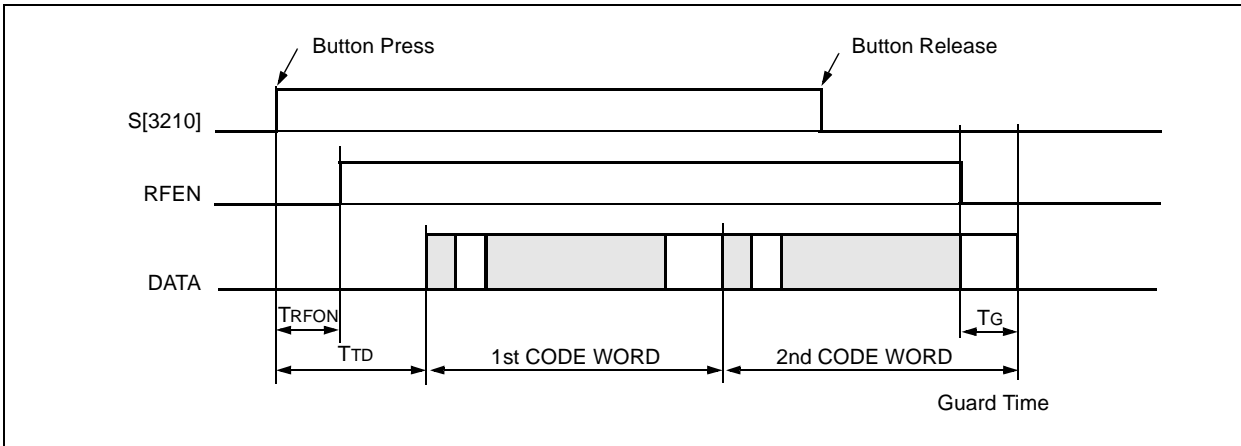 Button Press
Button Release
S[3210]
RFEN
DATA
TRFON
TG
TTD
1st CODE WORD
2nd CODE WORD
Guard Time